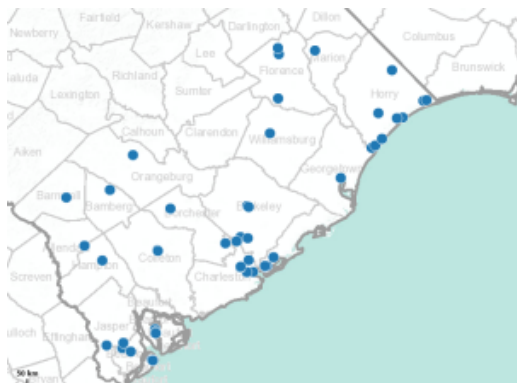 Fairfield
Kershaw
Darlington
Dillon
Newberry
Lee
Marion
Columbus
Florence
Saluda
Richland
Brunswick
Lexington
Sumter
Horry
Calhoun
Clarendon
Williamsburg
Aiken
Orangeburg
Georgetown
Barnwell
Bamberg
Dorchester
Berkeley
Hampton
Colleton
Screven
Charleston
Beaufort
Jasper
Effingham
50 km